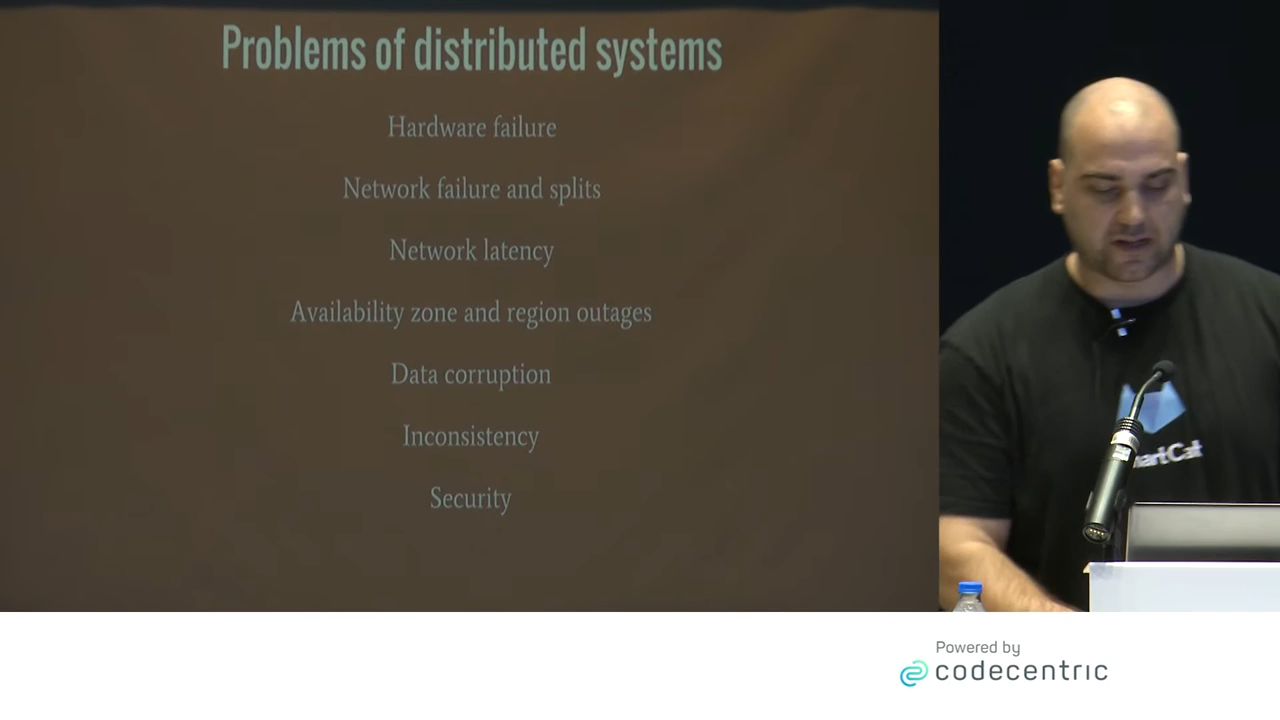 Problems of distributed systems
Hardware failure
Network failure and splits
Network latency
Availability zone and region outages
Data corruption
Inconsistency
Security
Powered by
codecentric